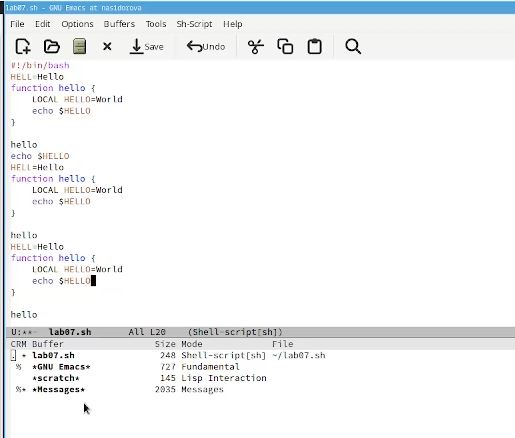 lab07.sh - GNU Emacs at nasidorova
File Edit Options Buffers Tools Sh-Script Help
Save Undo
#!/bin/bash
HELL=Hello
function hello {
LOCAL HELLO=World
echo $HELLO
}
hello
echo $HELLO
HELL=Hello
function hello {
LOCAL HELLO=World
echo $HELLO
}
hello
HELL=Hello
function hello {
LOCAL HELLO=World
echo $HELLO
}
hello
U:**- lab07.sh All L20 (Shell-script[sh])
CRM Buffer Size Mode File
. * lab07.sh 248 Shell-script[sh] ~/lab07.sh
% *GNU Emacs* 727 Fundamental
*scratch* 145 Lisp Interaction
%* *Messages* 2035 Messages